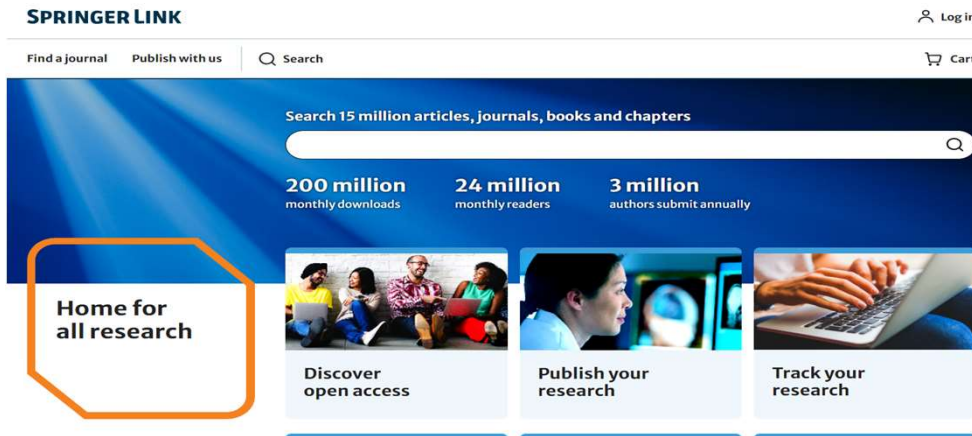 SPRINGER LINK
Log in
Find a journal Publish with us Search
Search 15 million articles, journals, books and chapters
200 million
monthly downloads
24 million
monthly readers
3 million
authors submit annually
Home for
all research
Discover
open access
Publish your
research
Track your
research